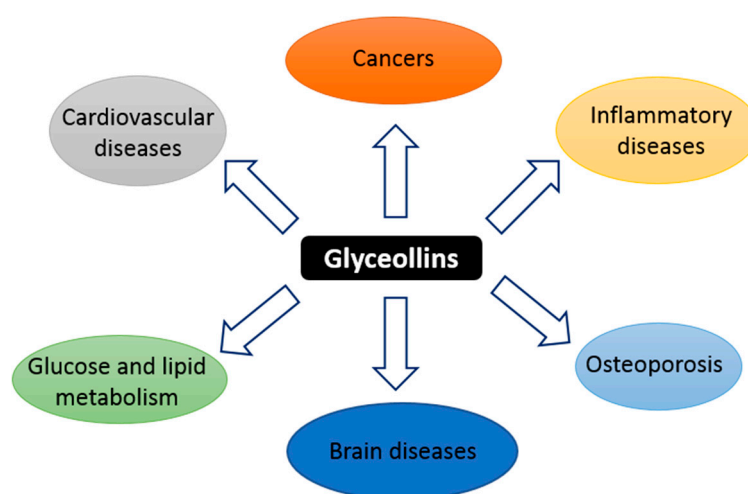 Cancers
Cardiovascular
diseases
Inflammatory
diseases
Glyceollins
Glucose and lipid
metabolism
Osteoporosis
Brain diseases